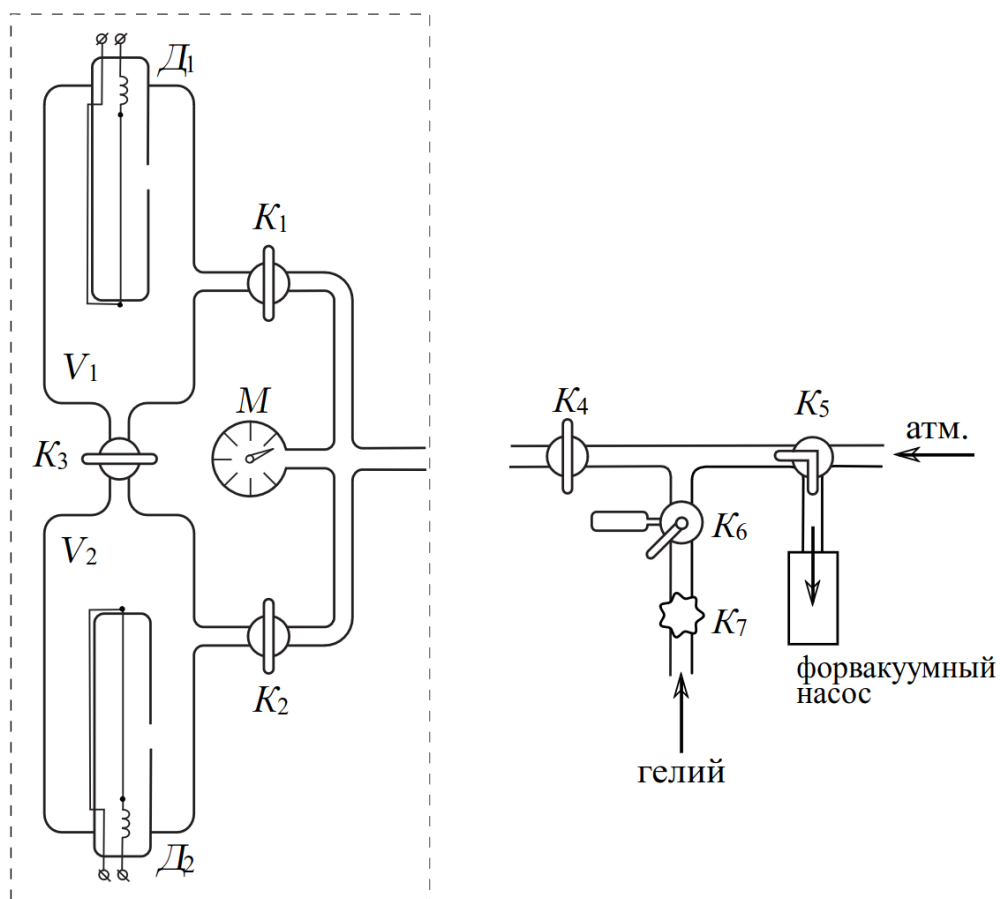 Д1
К1
V1
М
К3
V2
К2
Д2
К4
К5
атм.
К6
К7
форвакуумный
насос
гелий